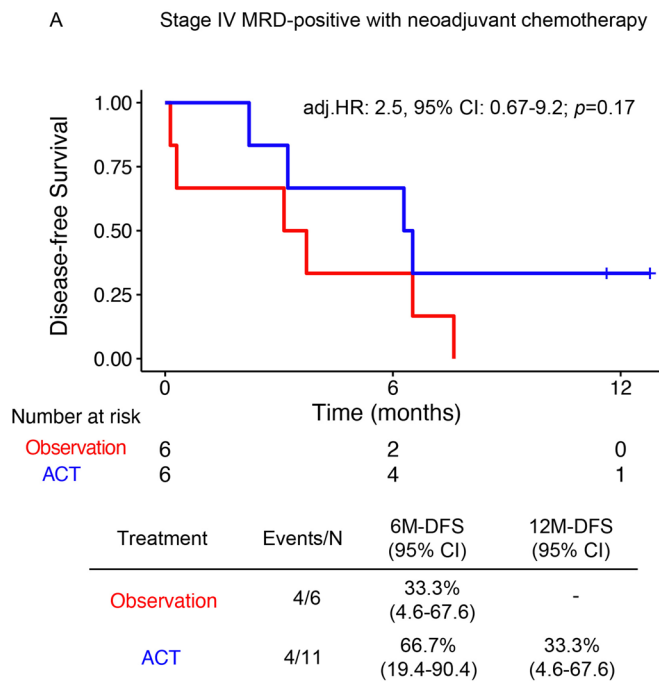 A Stage IV MRD-positive with neoadjuvant chemotherapy
adj.HR: 2.5, 95% CI: 0.67-9.2; p=0.17
Disease-free Survival
1.00
0.75
0.50
0.25
0.00
0 6 12
Time (months)
Number at risk
Observation 6 2 0
ACT 6 4 1
Treatment Events/N 6M-DFS (95% CI) 12M-DFS (95% CI)
Observation 4/6 33.3% (4.6-67.6) -
ACT 4/11 66.7% (19.4-90.4) 33.3% (4.6-67.6)